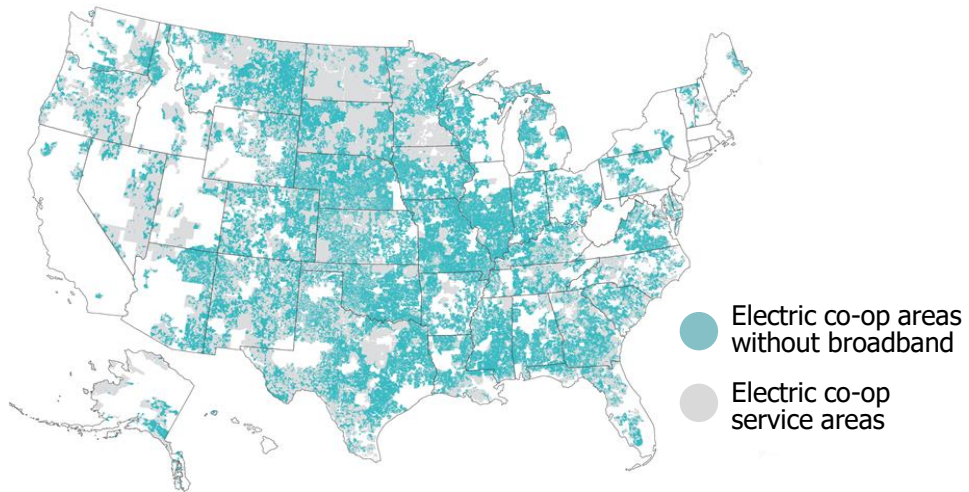 Electric co-op areas
without broadband
Electric co-op
service areas